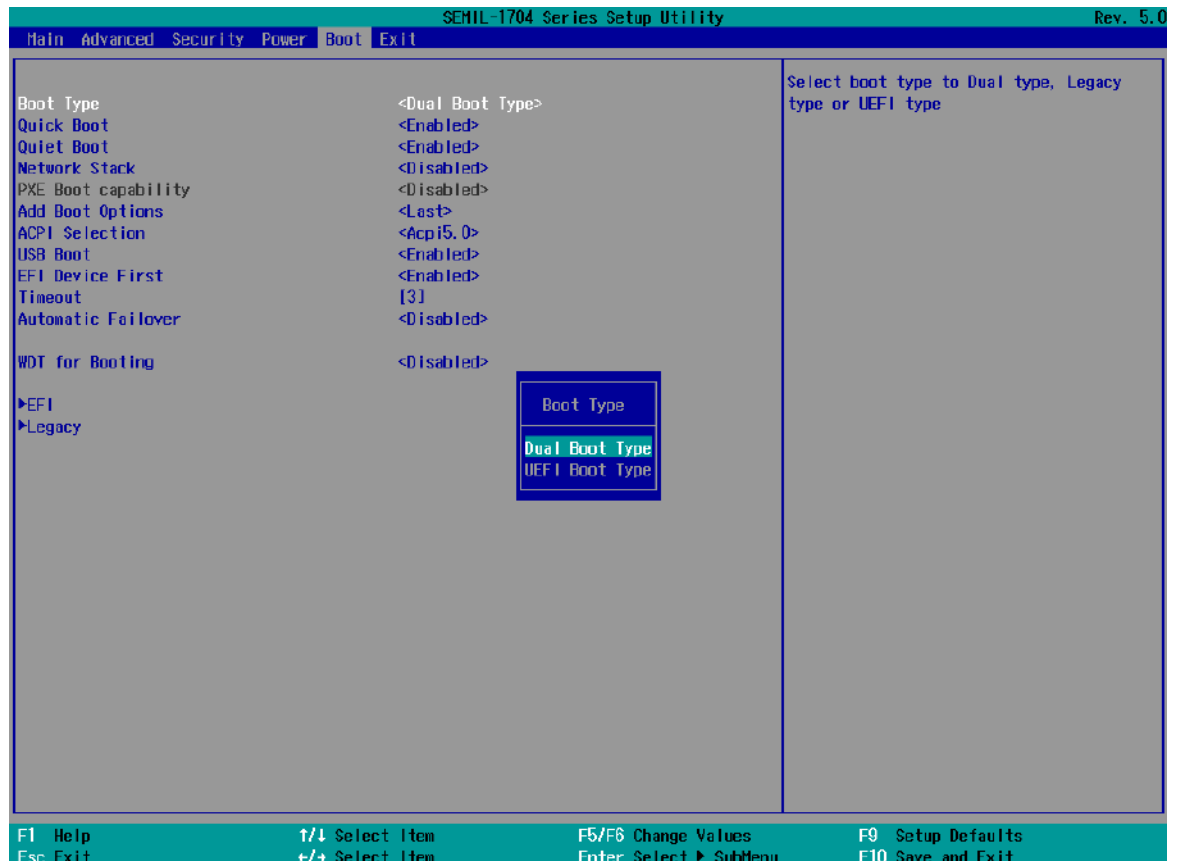 SEMIL-1704 Series Setup Utility Rev. 5.0
Main Advanced Security Power Boot Exit
Select boot type to Dual type, Legacy
type or UEFI type
Boot Type <Dual Boot Type>
Quick Boot <Enabled>
Quiet Boot <Enabled>
Network Stack <Disabled>
PXE Boot capability <Disabled>
Add Boot Options <Last>
ACPI Selection <Acpi5.0>
USB Boot <Enabled>
EFI Device First <Enabled>
Timeout [3]
Automatic Failover <Disabled>
WDT for Booting <Disabled>
▶EFI
▶Legacy
Boot Type
Dual Boot Type
UEFI Boot Type
F1 Help ↑/↓ Select Item F5/F6 Change Values F9 Setup Defaults
Esc Exit ←/→ Select Item Enter Select ▶ SubMenu F10 Save and Exit